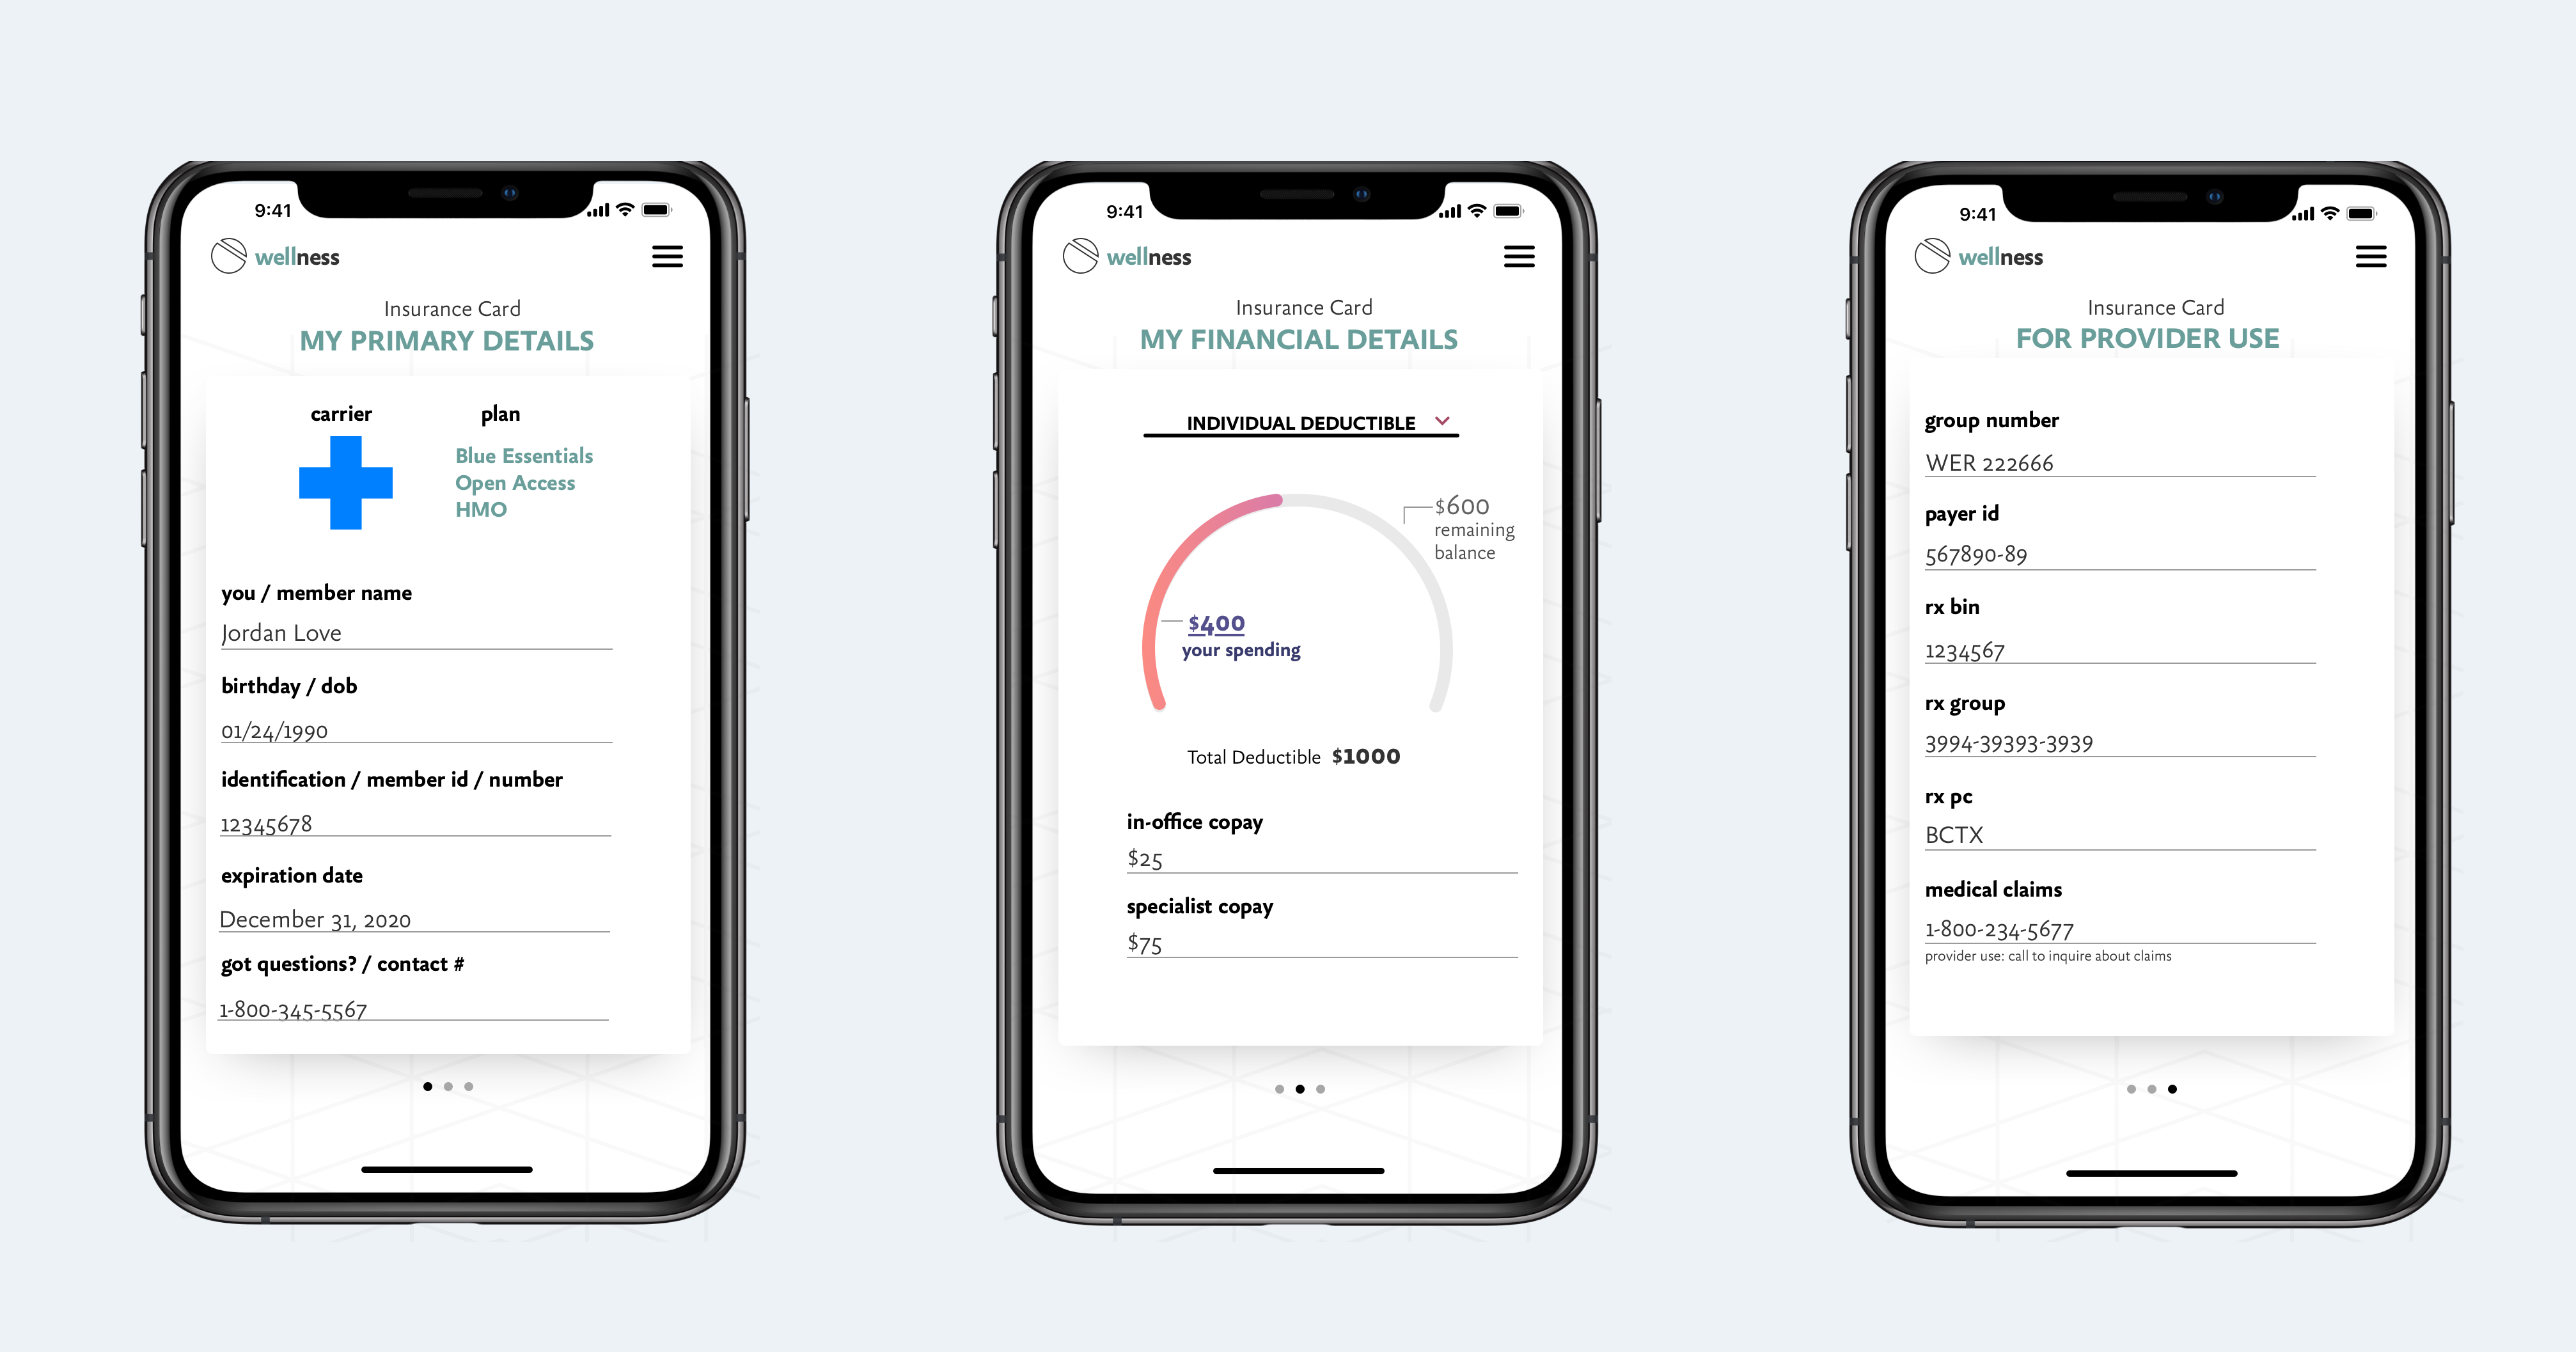 9:41
wellness
Insurance Card
MY PRIMARY DETAILS
carrier
plan
Blue Essentials
Open Access
HMO
you / member name
Jordan Love
birthday / dob
01/24/1990
identification / member id / number
12345678
expiration date
December 31, 2020
got questions? / contact #
1-800-345-5567
9:41
wellness
Insurance Card
MY FINANCIAL DETAILS
INDIVIDUAL DEDUCTIBLE
$600
remaining
balance
$400
your spending
Total Deductible $1000
in-office copay
$25
specialist copay
$75
9:41
wellness
Insurance Card
FOR PROVIDER USE
group number
WER 222666
payer id
567890-89
rx bin
1234567
rx group
3994-39393-3939
rx pc
BCTX
medical claims
1-800-234-5677
provider use: call to inquire about claims